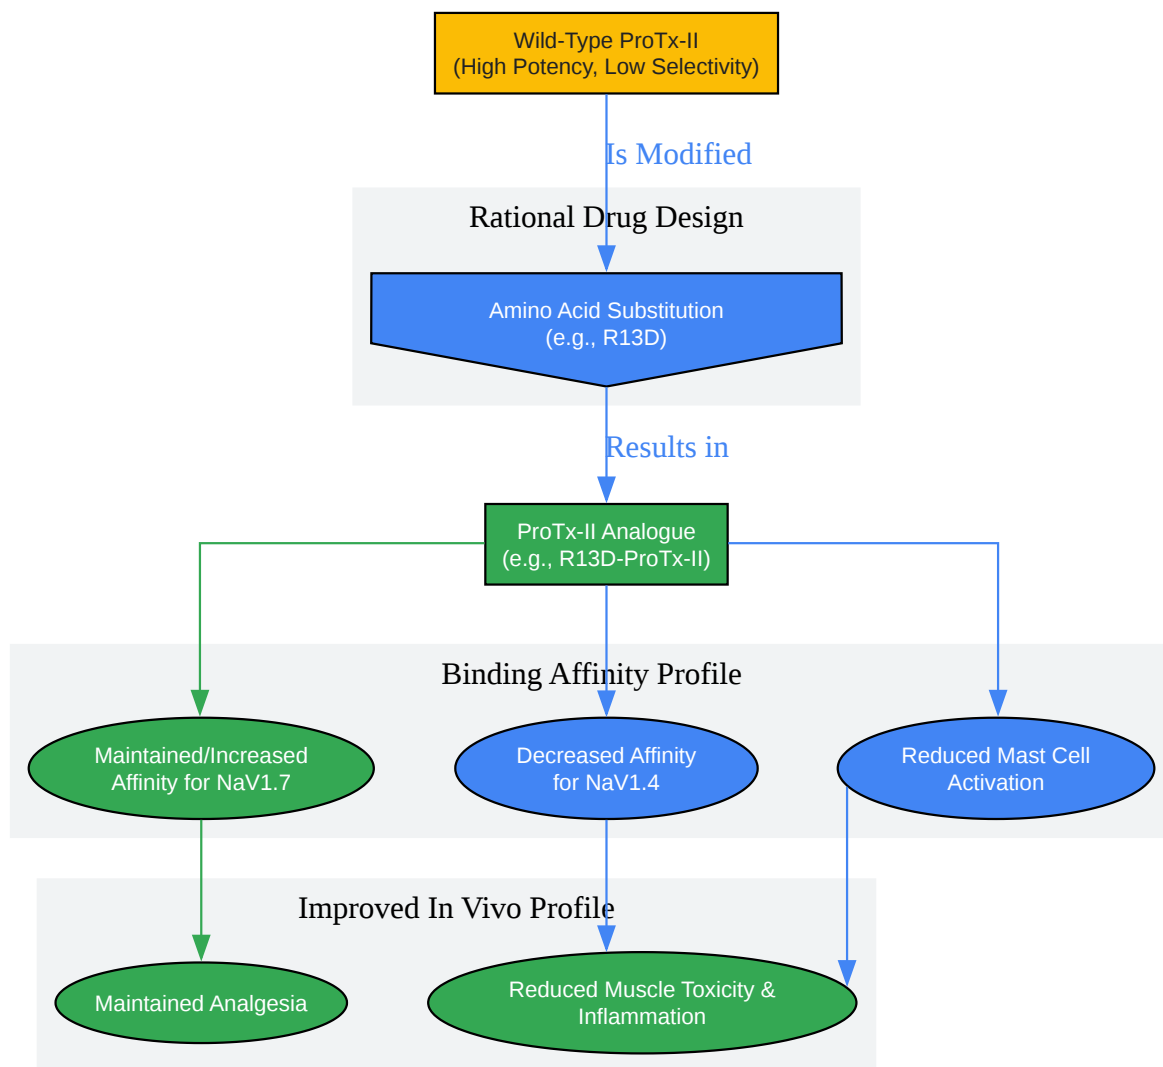 Wild-Type ProTx-II
(High Potency, Low Selectivity)
Is Modified
Rational Drug Design
Amino Acid Substitution
(e.g., R13D)
Results in
ProTx-II Analogue
(e.g., R13D-ProTx-II)
Binding Affinity Profile
Maintained/Increased
Affinity for NaV1.7
Decreased Affinity
for NaV1.4
Reduced Mast Cell
Activation
Improved In Vivo Profile
Maintained Analgesia
Reduced Muscle Toxicity &
Inflammation